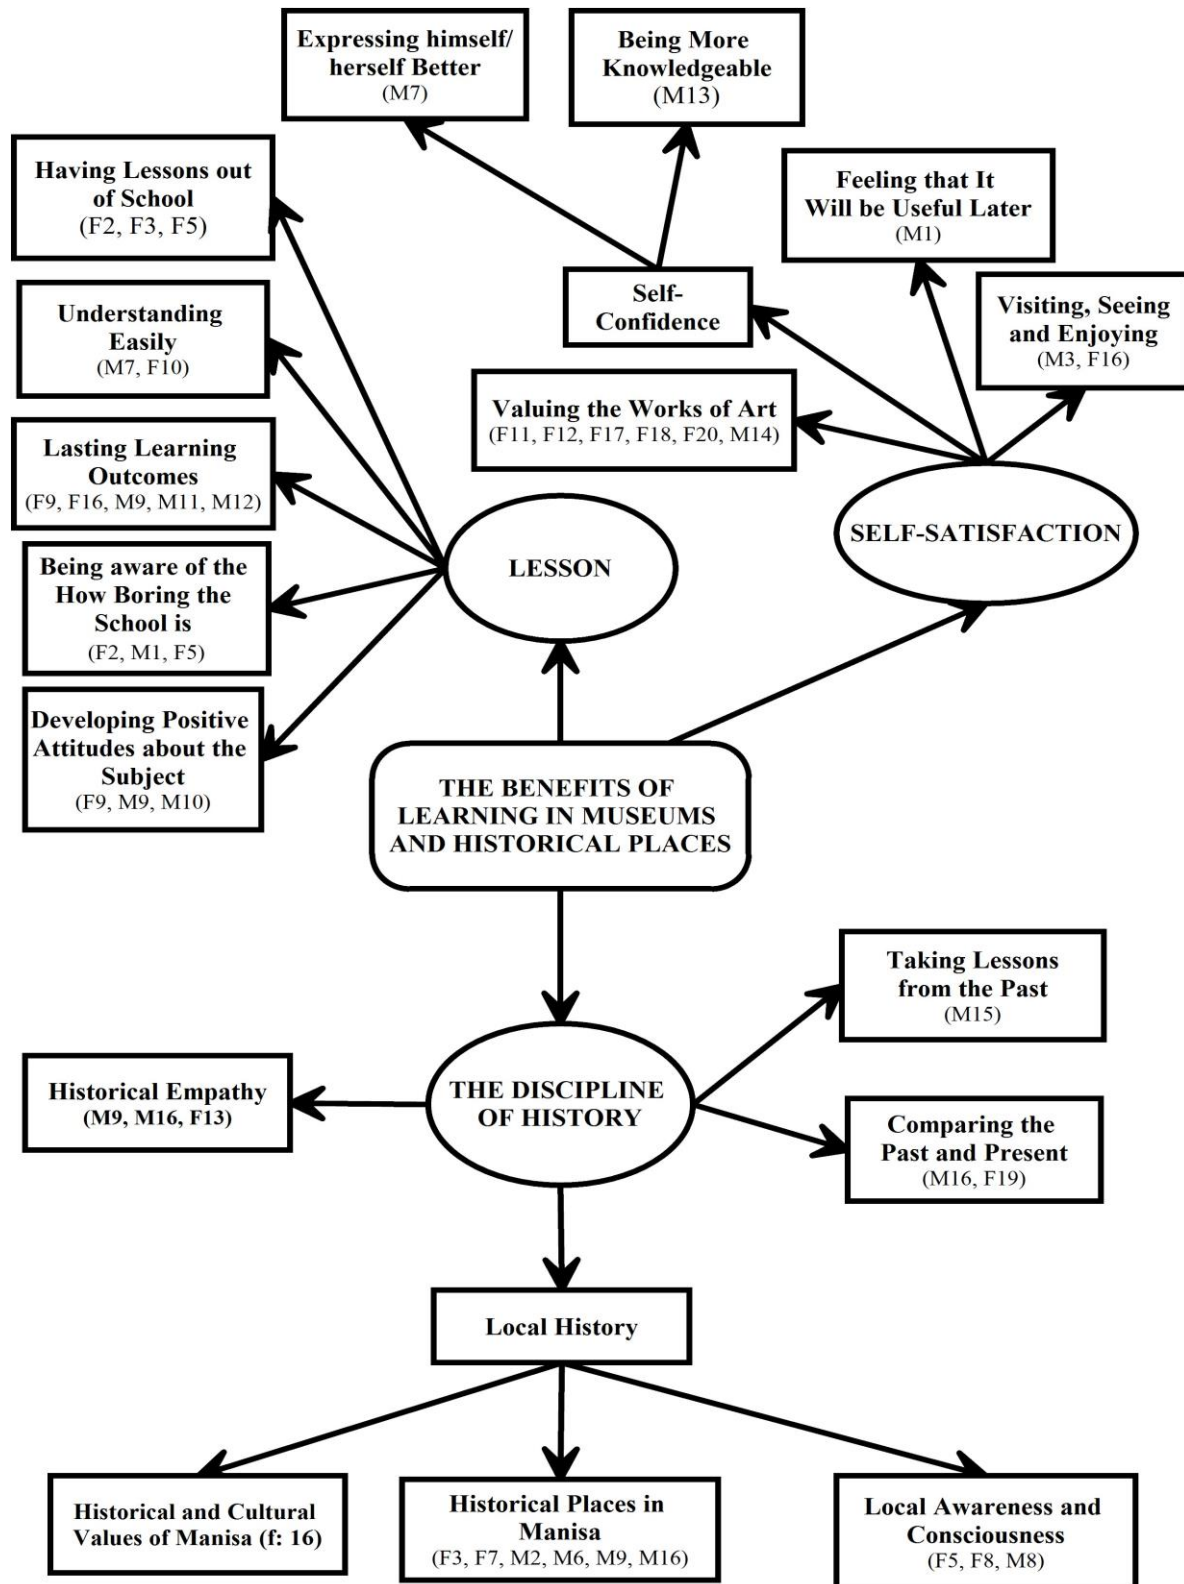 Expressing himself/
herself Better
(M7)
Being More
Knowledgeable
(M13)
Having Lessons out
of School
(F2, F3, F5)
Feeling that It
Will be Useful Later
(M1)
Understanding
Easily
(M7, F10)
Self-
Confidence
Visiting, Seeing
and Enjoying
(M3, F16)
Valuing the Works of Art
(F11, F12, F17, F18, F20, M14)
Lasting Learning
Outcomes
(F9, F16, M9, M11, M12)
LESSON
SELF-SATISFACTION
Being aware of the
How Boring the
School is
(F2, M1, F5)
Developing Positive
Attitudes about the
Subject
(F9, M9, M10)
THE BENEFITS OF
LEARNING IN MUSEUMS
AND HISTORICAL PLACES
Taking Lessons
from the Past
(M15)
Historical Empathy
(M9, M16, F13)
THE DISCIPLINE
OF HISTORY
Comparing the
Past and Present
(M16, F19)
Local History
Historical and Cultural
Values of Manisa (f: 16)
Historical Places in
Manisa
(F3, F7, M2, M6, M9, M16)
Local Awareness and
Consciousness
(F5, F8, M8)